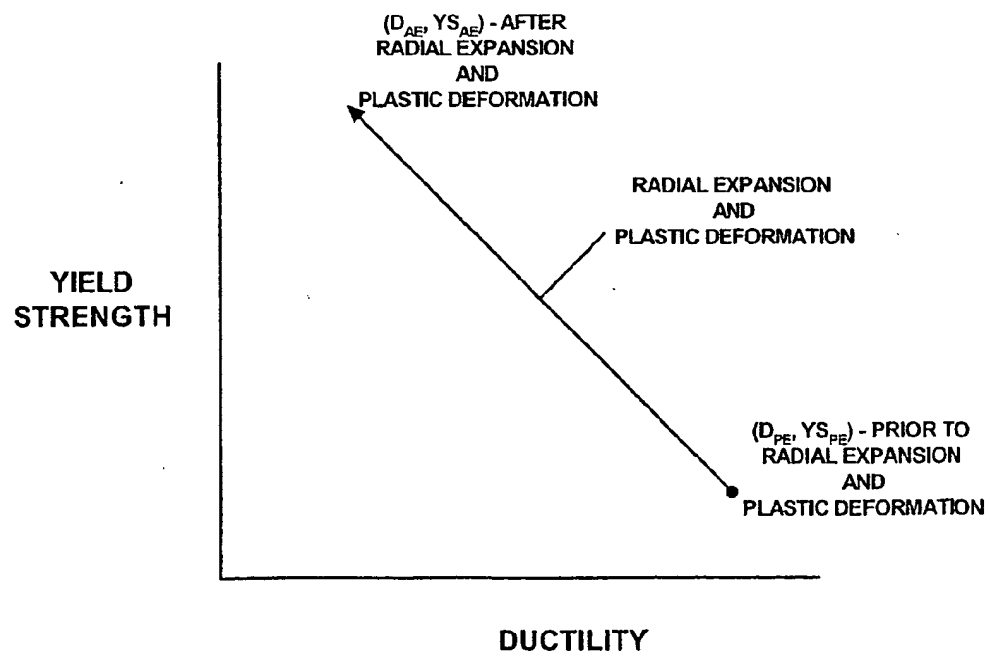 (D_AE, YS_AE) - AFTER
RADIAL EXPANSION
AND
PLASTIC DEFORMATION
RADIAL EXPANSION
AND
PLASTIC DEFORMATION
YIELD
STRENGTH
(D_PE, YS_PE) - PRIOR TO
RADIAL EXPANSION
AND
PLASTIC DEFORMATION
DUCTILITY